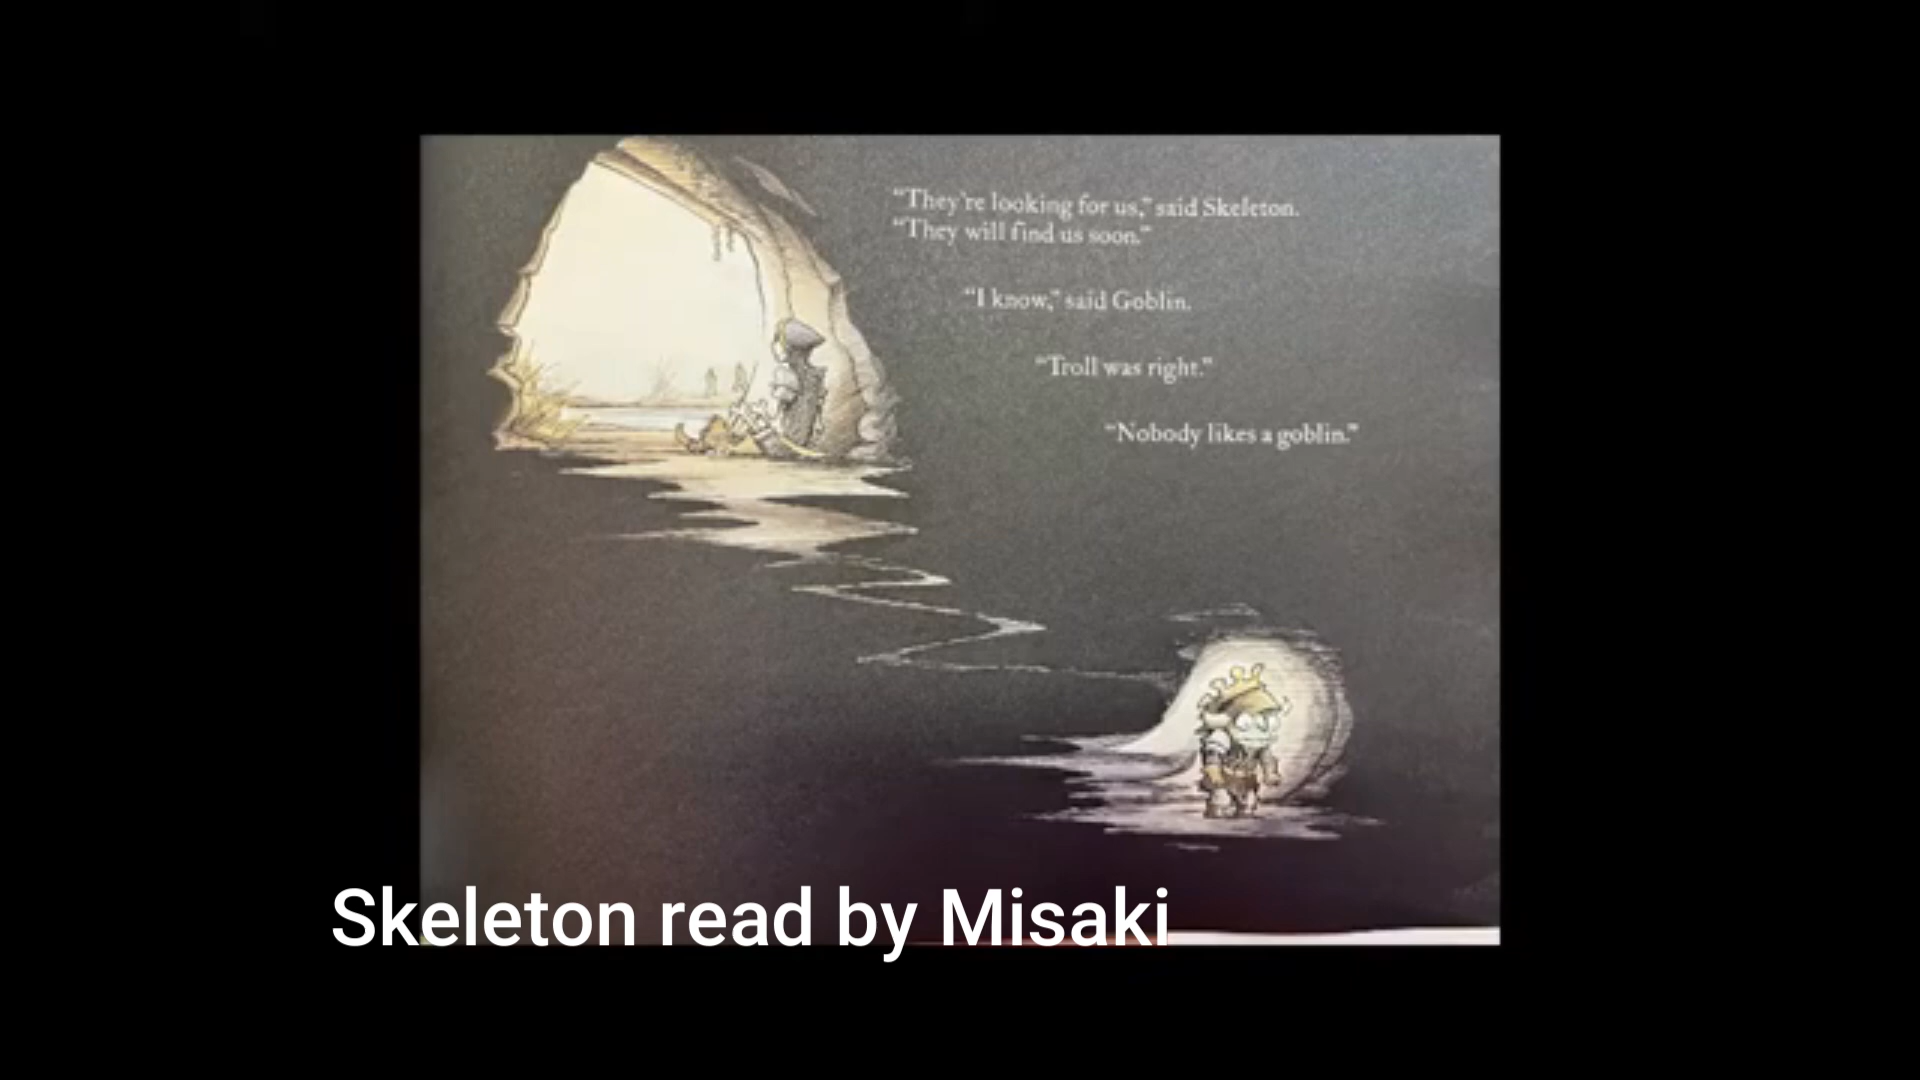 “They’re looking for us,” said Skeleton.
“They will find us soon.”
“I know,” said Goblin.
“Troll was right.”
“Nobody likes a goblin.”
Skeleton read by Misaki